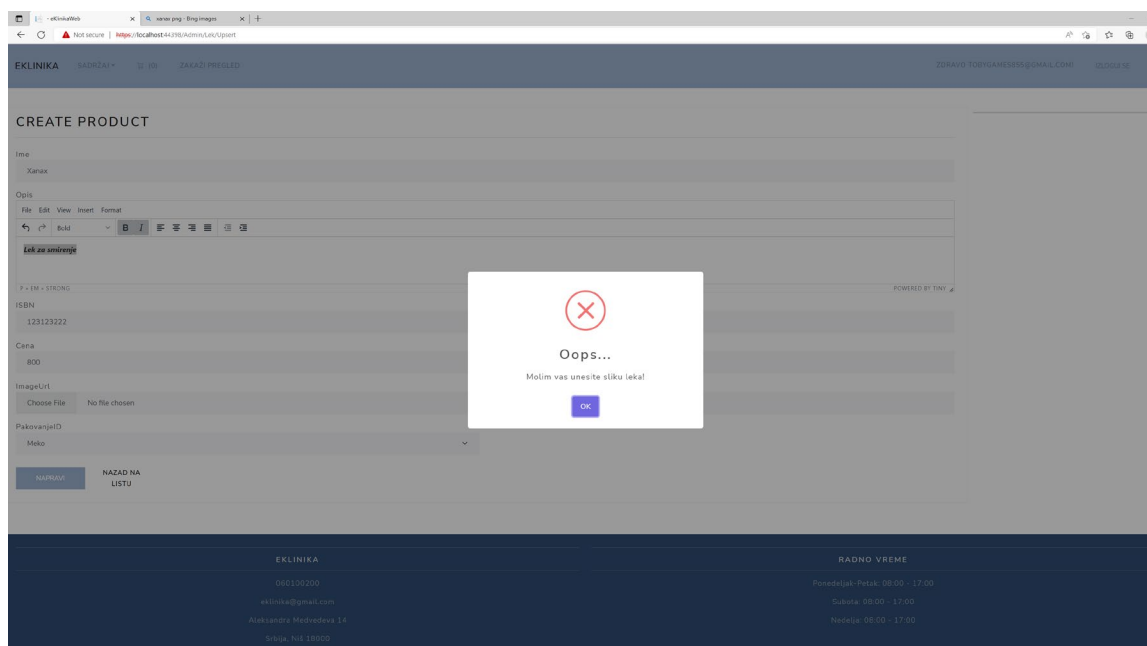 - eKlinikaWeb
xanax png - Bing images
Not secure
https://localhost:44398/Admin/Lek/Upsert
EKLINIKA
SADRŽAJ
(0)
ZAKAŽI PREGLED
IZLOGUJ SE
CREATE PRODUCT
Ime
Xanax
Opis
File Edit View Insert Format
Bold
B I
Lek za smirenje
P » EM » STRONG
POWERED BY TINY
ISBN
123123222
Cena
800
ImageUrl
Choose File No file chosen
PakovanjeID
Meko
NAPRAVI
NAZAD NA
LISTU
Oops...
Molim vas unesite sliku leka!
OK
EKLINIKA
060100200
eklinika@gmail.com
Aleksandra Medvedeva 14
Srbija, Niš 18000
RADNO VREME
Ponedeljak-Petak: 08:00 - 17:00
Subota: 08:00 - 17:00
Nedelja: 08:00 - 17:00